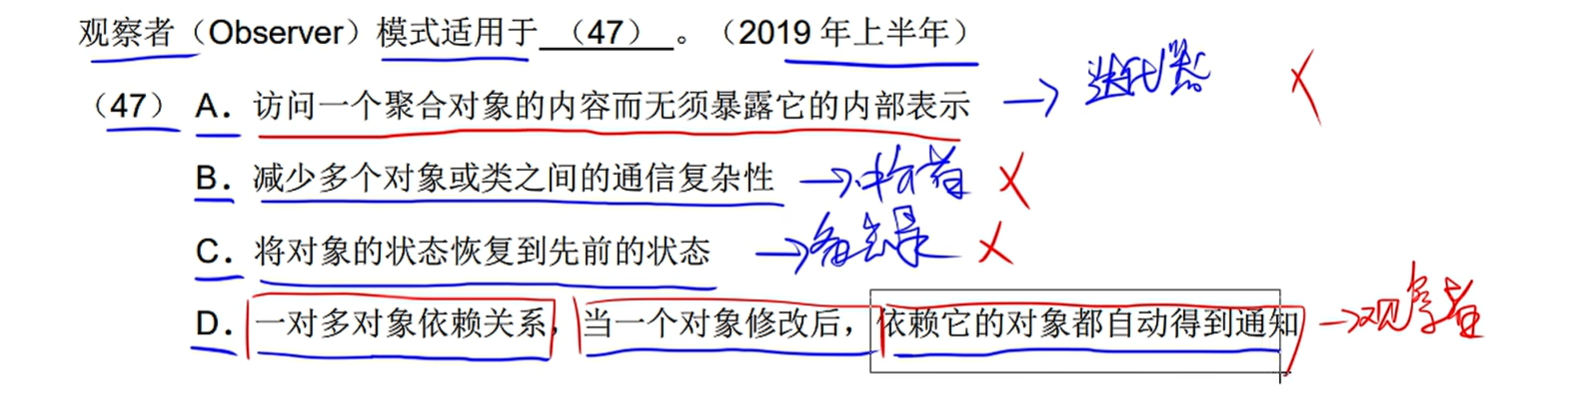 观察者（Observer）模式适用于 （47） 。（2019 年上半年）
（47） A. 访问一个聚合对象的内容而无须暴露它的内部表示 → 迭代器 ×
B. 减少多个对象或类之间的通信复杂性 → 中介者 ×
C. 将对象的状态恢复到先前的状态 → 备忘录 ×
D. 一对多对象依赖关系，当一个对象修改后，依赖它的对象都自动得到通知 → 观察者